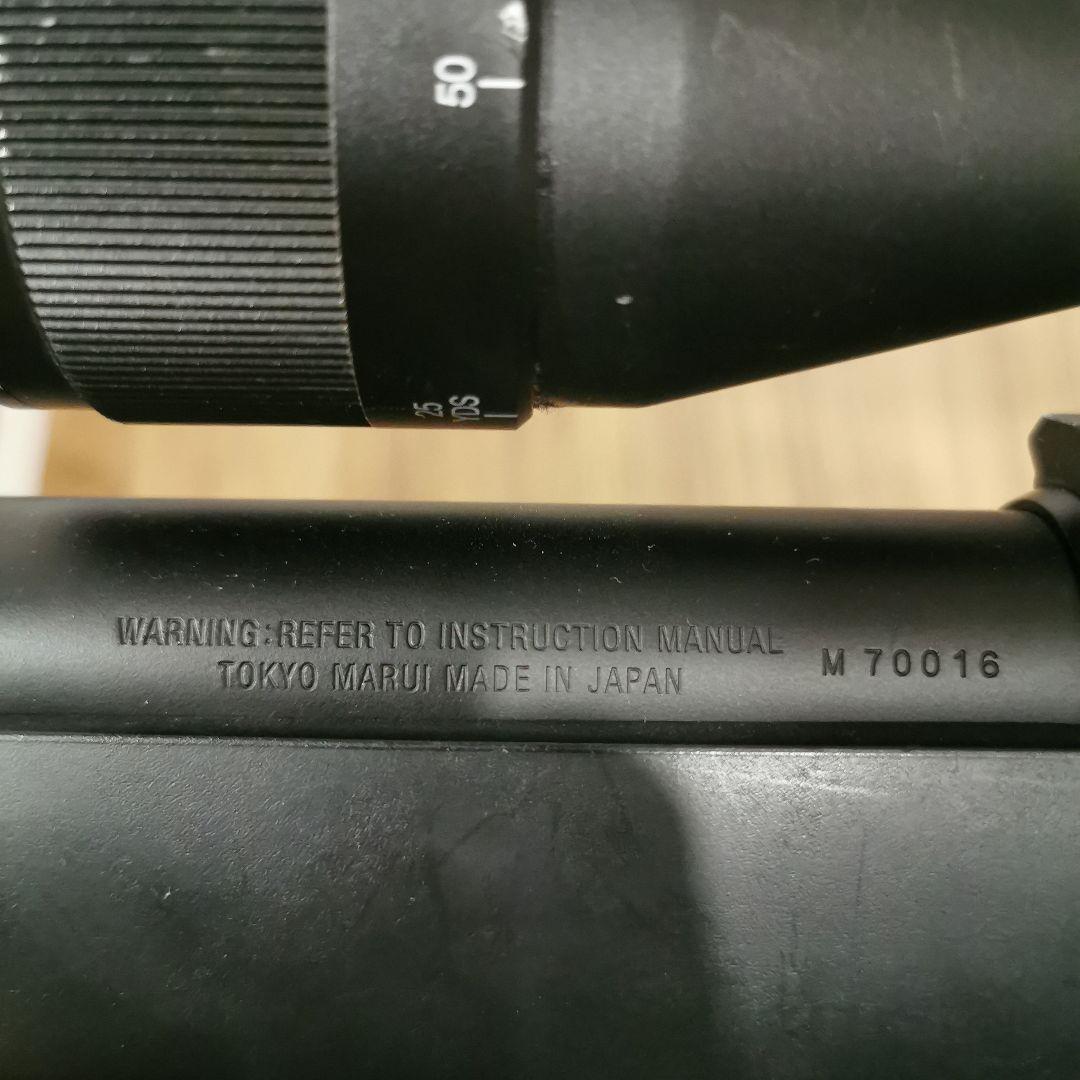 50
25
YDS
WARNING:REFER TO INSTRUCTION MANUAL
TOKYO MARUI MADE IN JAPAN
M 70016